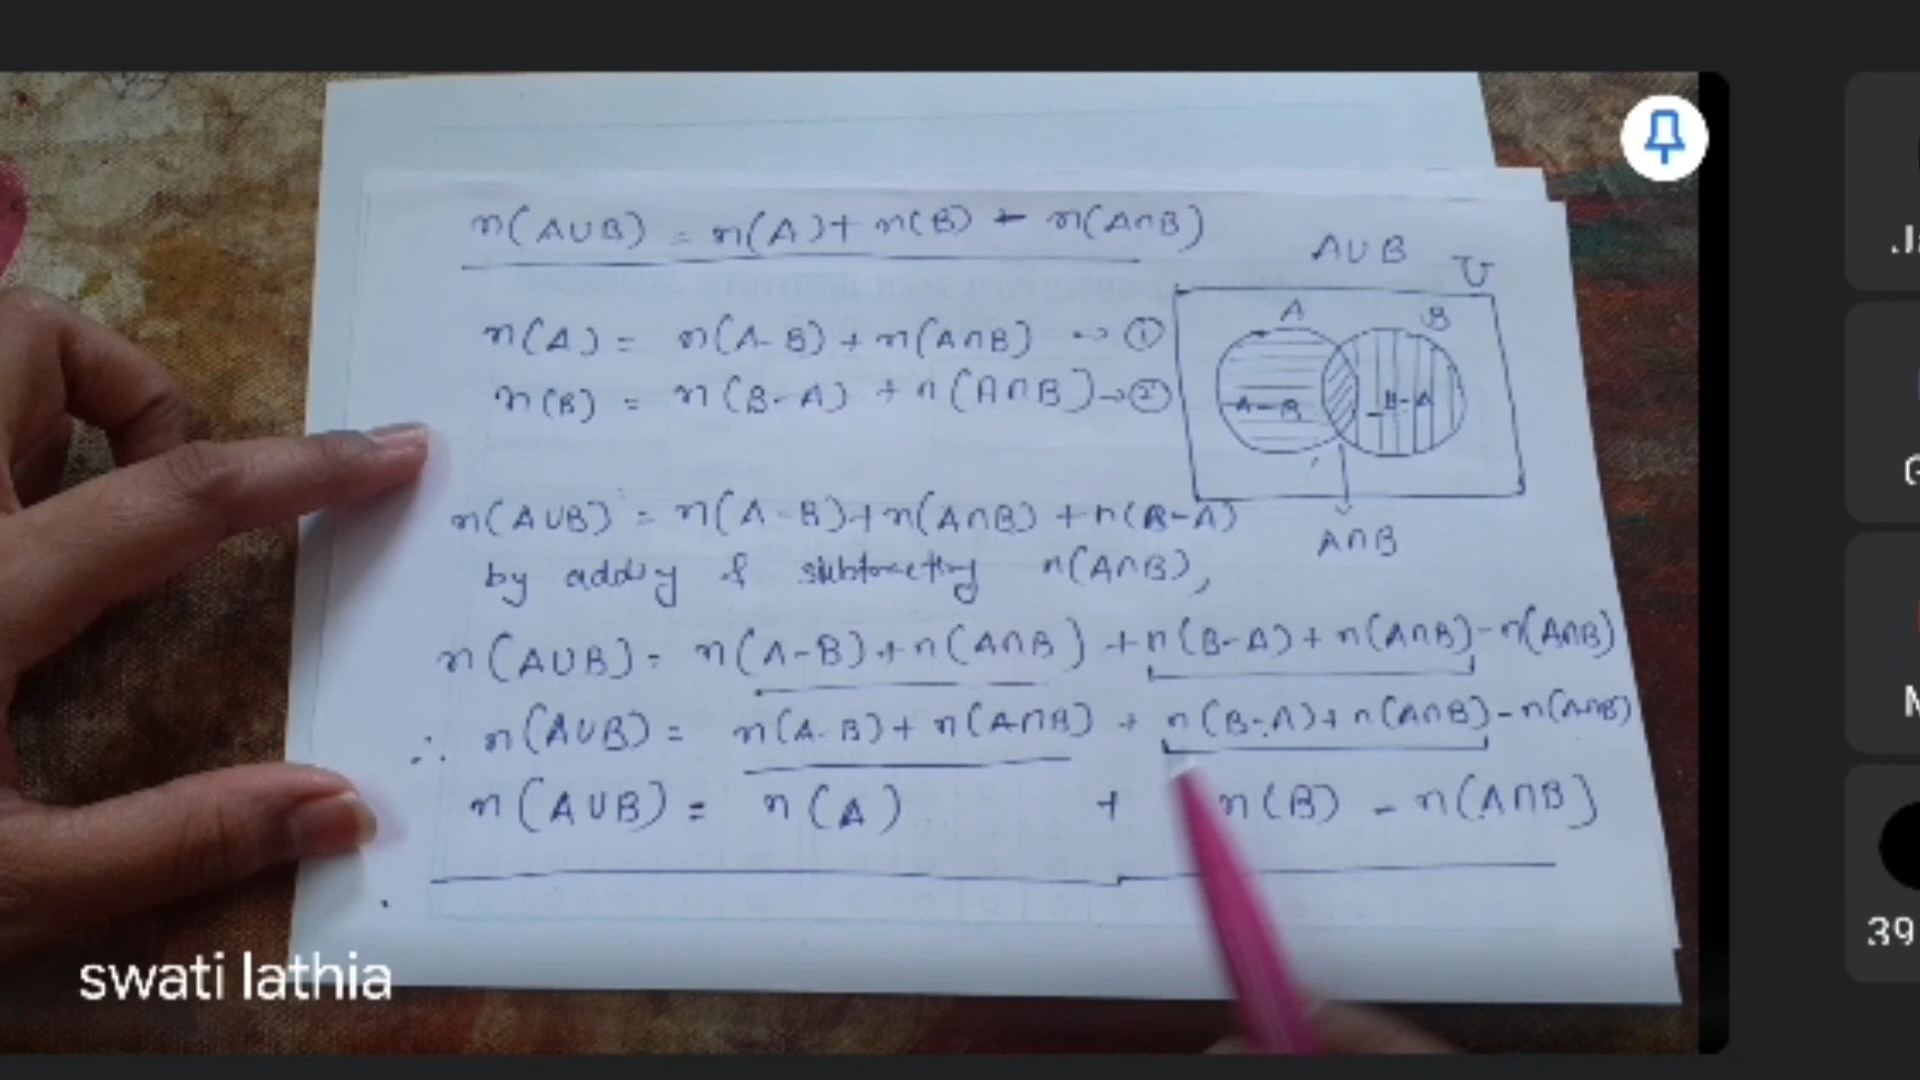 n(A∪B) = n(A)+ n(B) - n(A∩B)
A∪B
U
A
B
n(A) = n(A-B) + n(A∩B) → ①
n(B) = n(B-A) + n(A∩B) → ②
A-B
B-A
n(A∪B) = n(A-B)+n(A∩B) +n(B-A)
A∩B
by adding & subtracting n(A∩B),
n(A∪B) = n(A-B)+n(A∩B) +n(B-A)+n(A∩B)-n(A∩B)
∴ n(A∪B) = n(A-B)+n(A∩B) + n(B-A)+n(A∩B)-n(A∩B)
n(A∪B) = n(A) + n(B) - n(A∩B)
swati lathia
39